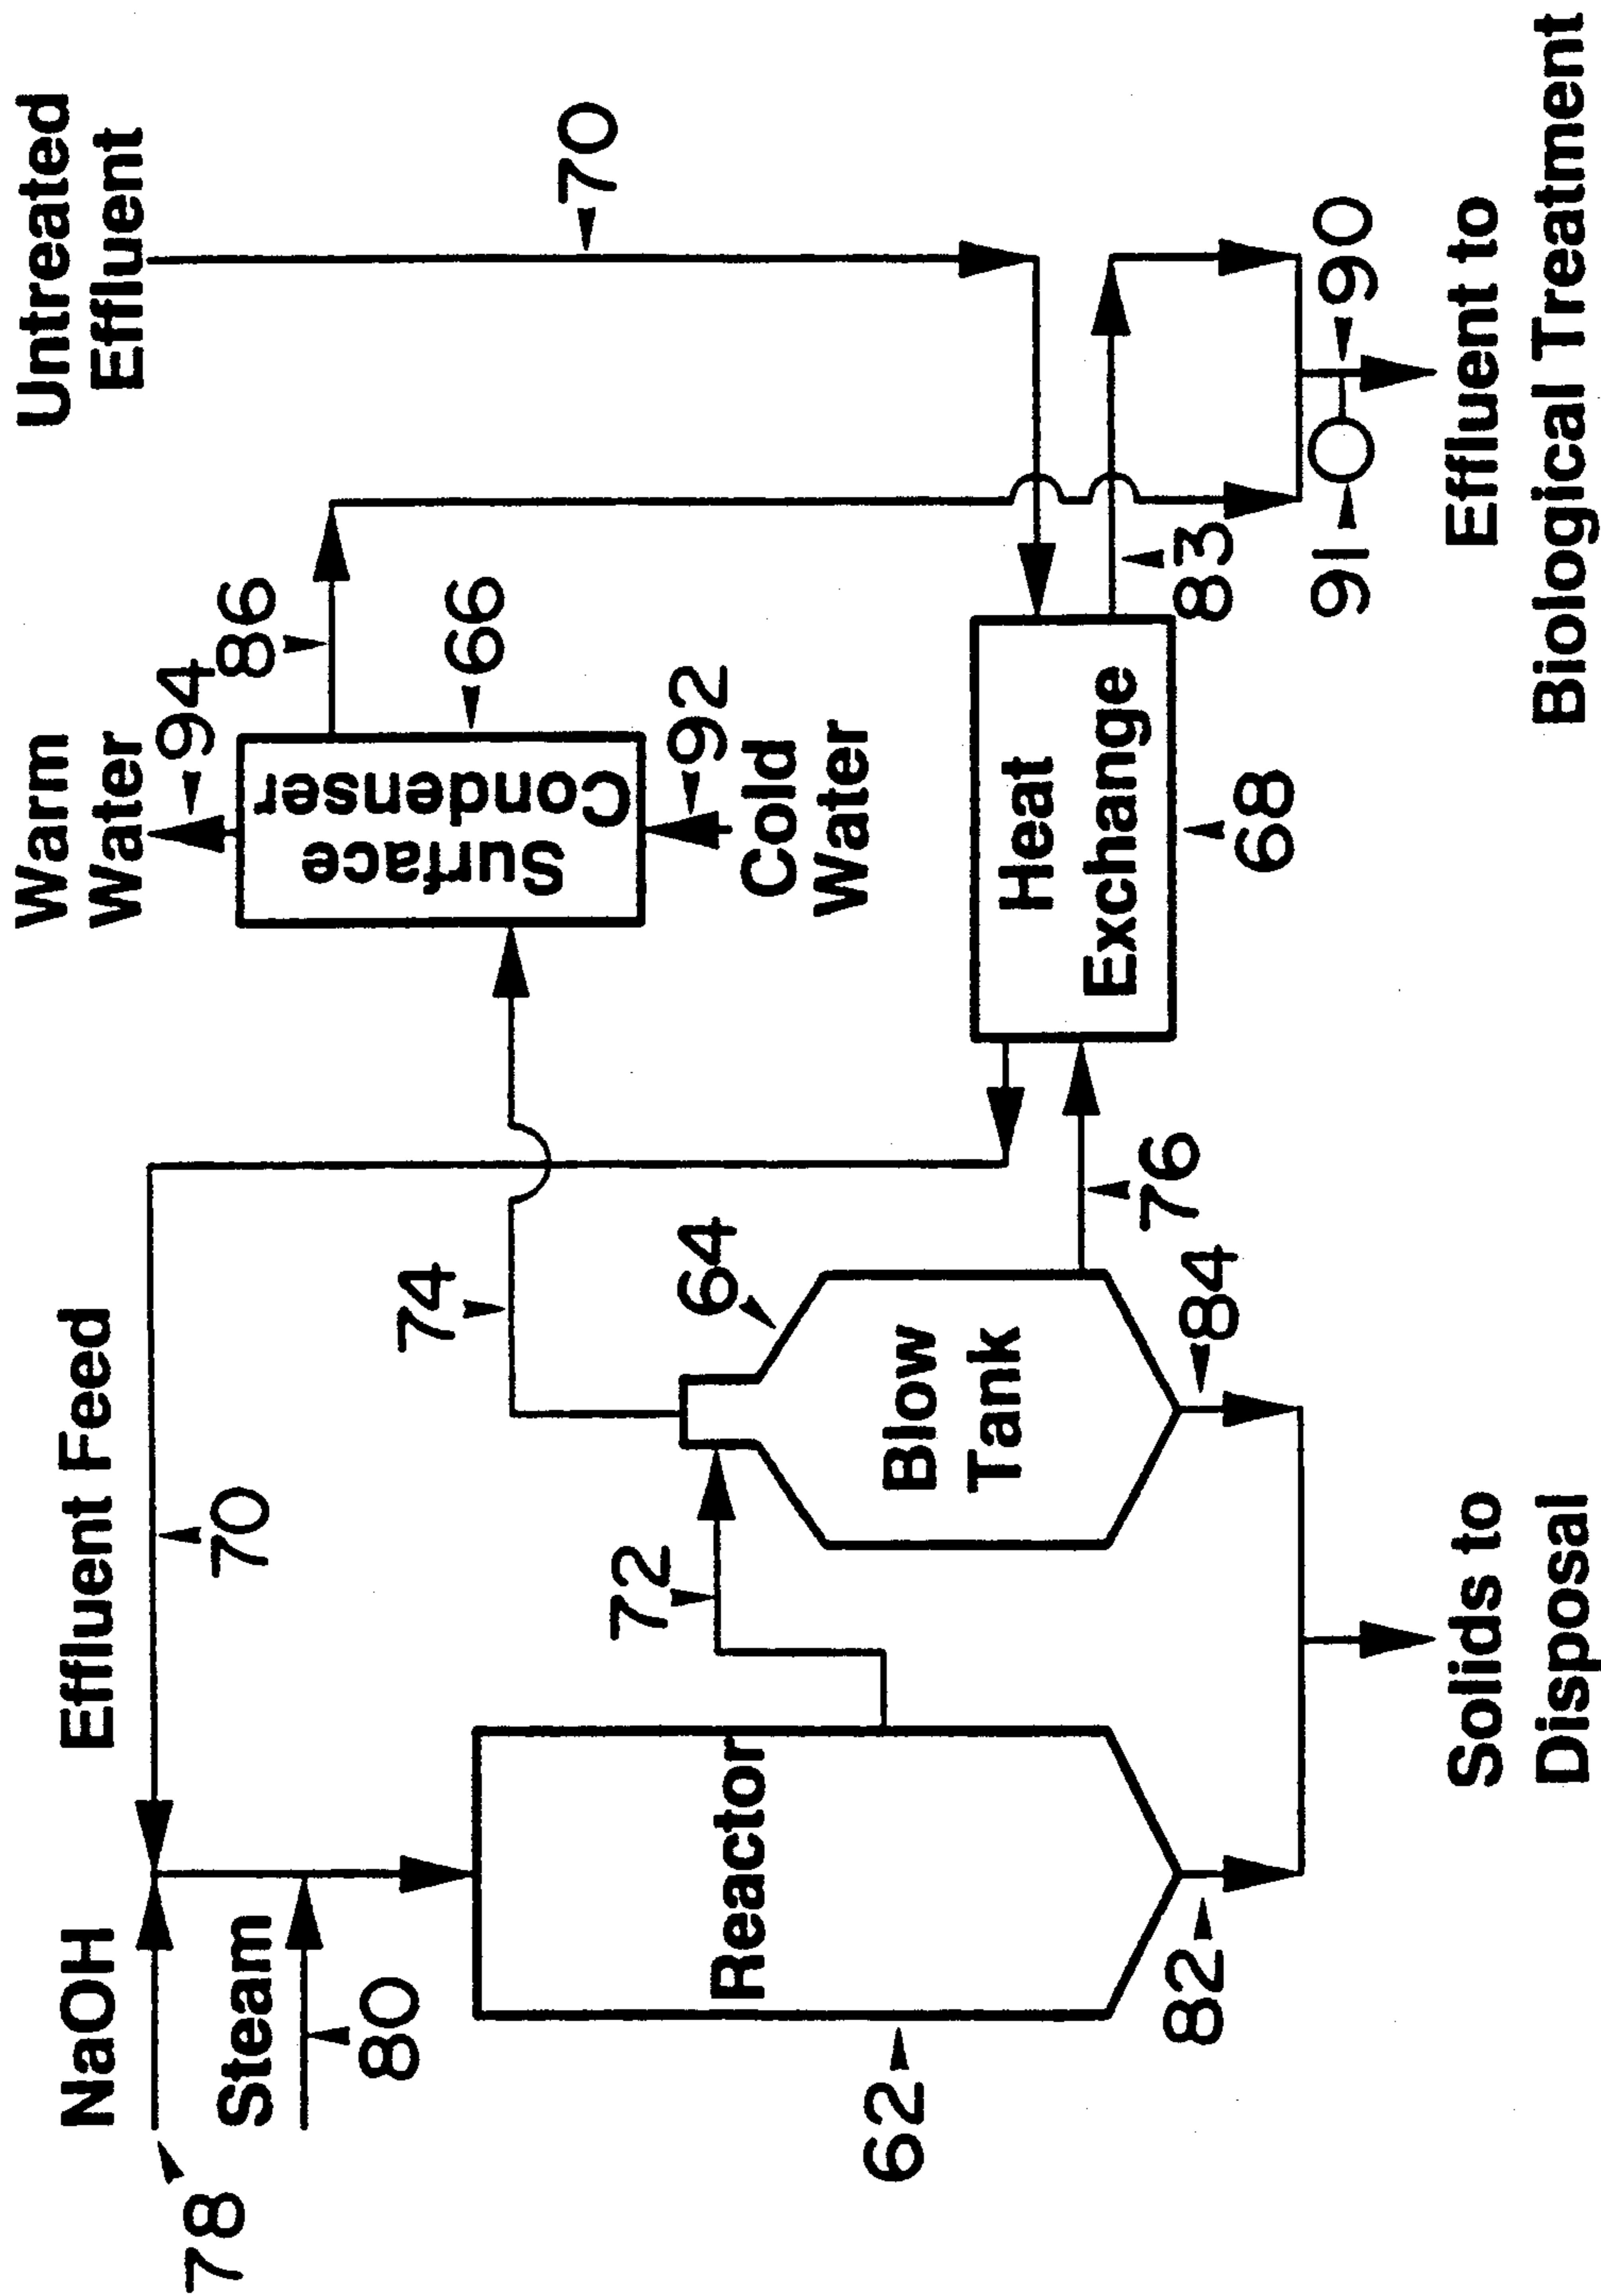 NaOH
78
Steam
80
Effluent Feed
70
Warm
Water
94
86
Untreated
Effluent
70
Surface
Condenser
66
92
Cold
Water
74
64
72
Reactor
62
Blow
Tank
Heat
Exchange
68
76
83
82
84
91
90
Solids to
Disposal
Effluent to
Biological Treatment